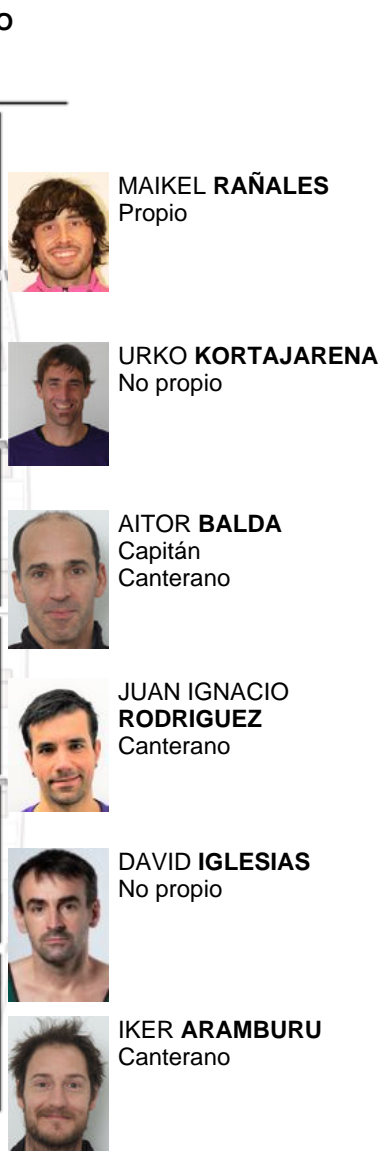 O
MAIKEL RAÑALES
Propio
URKO KORTAJARENA
No propio
AITOR BALDA
Capitán
Canterano
JUAN IGNACIO
RODRIGUEZ
Canterano
DAVID IGLESIAS
No propio
IKER ARAMBURU
Canterano